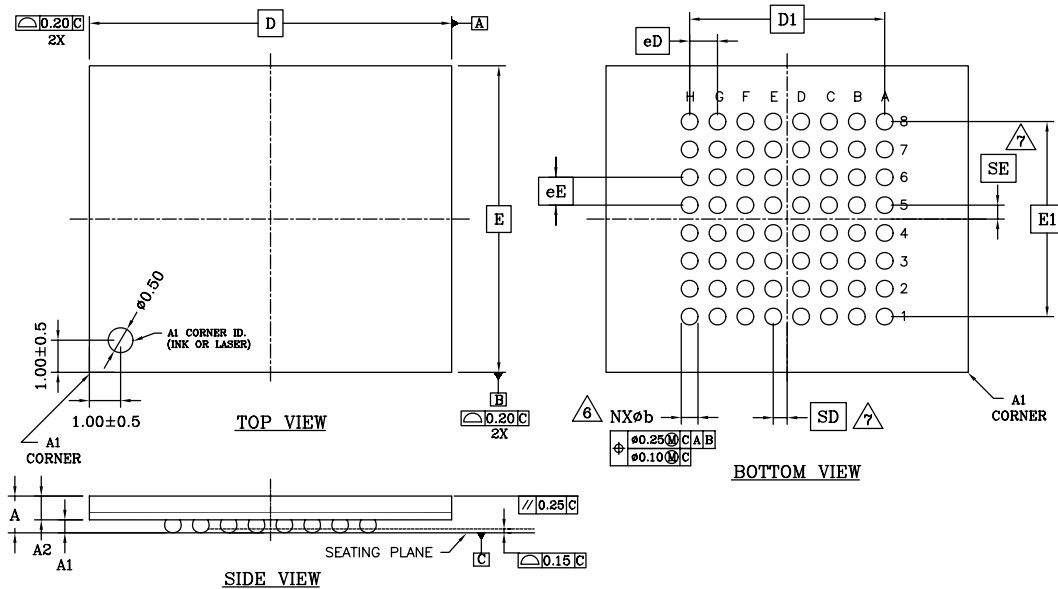 ⌓ 0.20 C
2X
D
A
E
ø0.50
A1 CORNER ID.
(INK OR LASER)
1.00±0.5
1.00±0.5
A1
CORNER
TOP VIEW
B
⌓ 0.20 C
2X
D1
eD
H G F E D C B A
8
7
6
5
4
3
2
1
7
SE
eE
E1
6 NXøb
⌖ ø0.25Ⓜ C A B
ø0.10Ⓜ C
SD 7
A1
CORNER
BOTTOM VIEW
A
A2
A1
// 0.25 C
SEATING PLANE
C
⌓ 0.15 C
SIDE VIEW